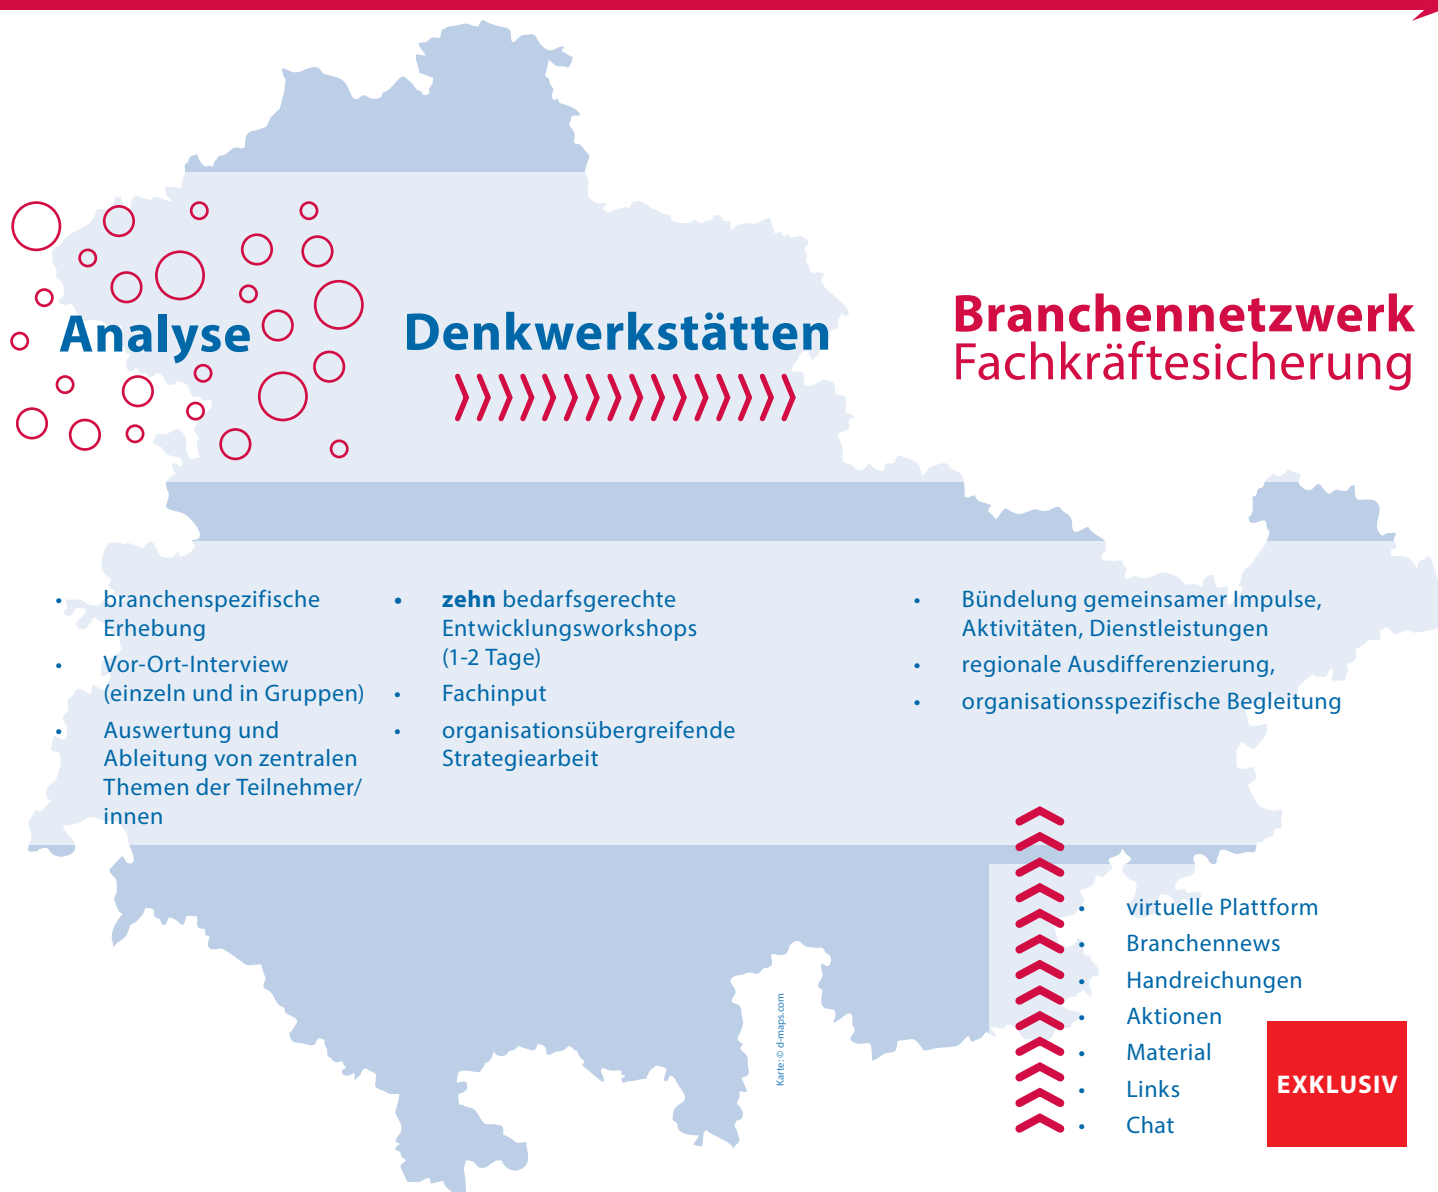 Analyse
Denkwerkstätten
Branchennetzwerk
Fachkräftesicherung
• branchenspezifische
Erhebung
• Vor-Ort-Interview
(einzeln und in Gruppen)
• Auswertung und
Ableitung von zentralen
Themen der Teilnehmer/
innen
• zehn bedarfsgerechte
Entwicklungsworkshops
(1-2 Tage)
• Fachinput
• organisationsübergreifende
Strategiearbeit
• Bündelung gemeinsamer Impulse,
Aktivitäten, Dienstleistungen
• regionale Ausdifferenzierung,
• organisationsspezifische Begleitung
• virtuelle Plattform
• Branchennews
• Handreichungen
• Aktionen
• Material
• Links
• Chat
EXKLUSIV
Karte: © d-maps.com